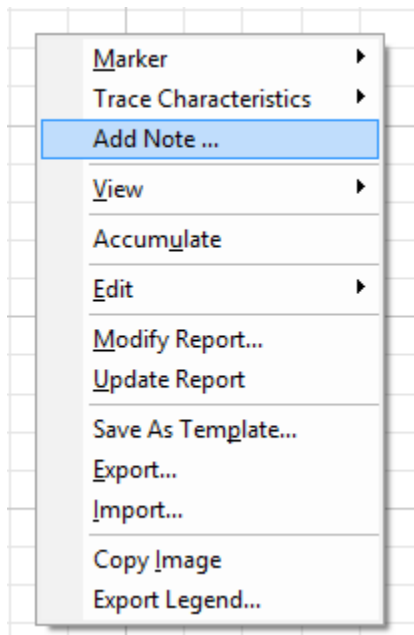 Marker
Trace Characteristics
Add Note ...
View
Accumulate
Edit
Modify Report...
Update Report
Save As Template...
Export...
Import...
Copy Image
Export Legend...